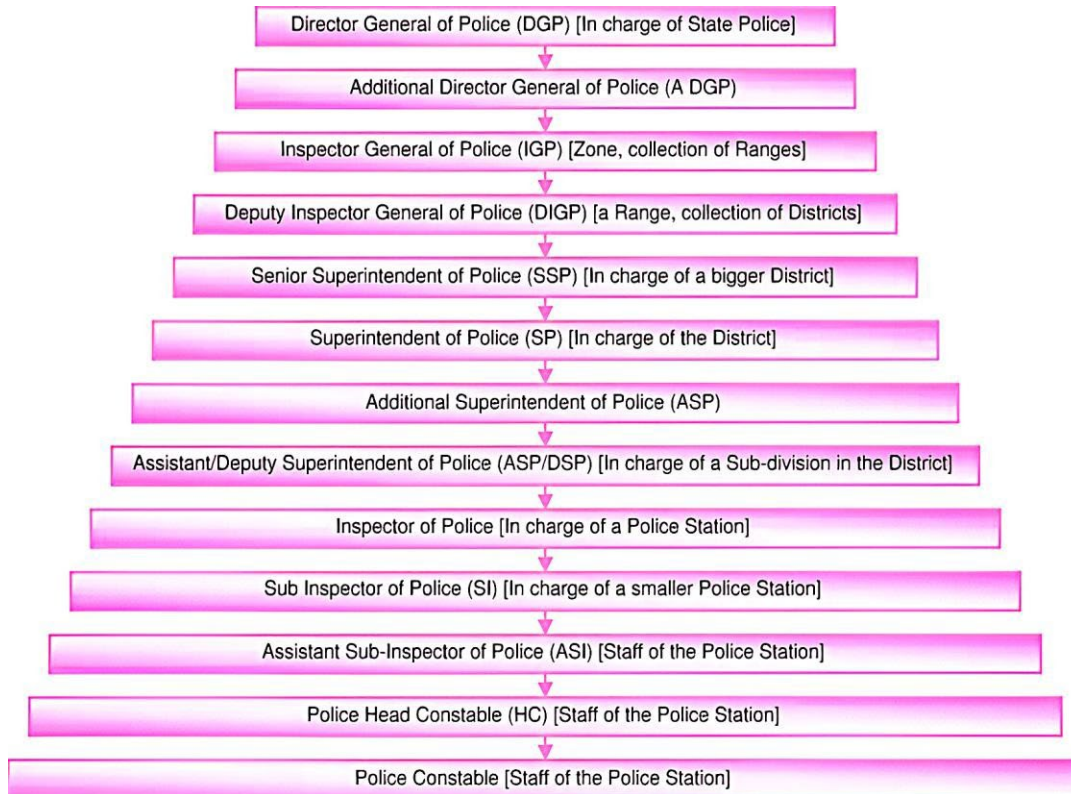 Director General of Police (DGP) [In charge of State Police]
Additional Director General of Police (A DGP)
Inspector General of Police (IGP) [Zone, collection of Ranges]
Deputy Inspector General of Police (DIGP) [a Range, collection of Districts]
Senior Superintendent of Police (SSP) [In charge of a bigger District]
Superintendent of Police (SP) [In charge of the District]
Additional Superintendent of Police (ASP)
Assistant/Deputy Superintendent of Police (ASP/DSP) [In charge of a Sub-division in the District]
Inspector of Police [In charge of a Police Station]
Sub Inspector of Police (SI) [In charge of a smaller Police Station]
Assistant Sub-Inspector of Police (ASI) [Staff of the Police Station]
Police Head Constable (HC) [Staff of the Police Station]
Police Constable [Staff of the Police Station]